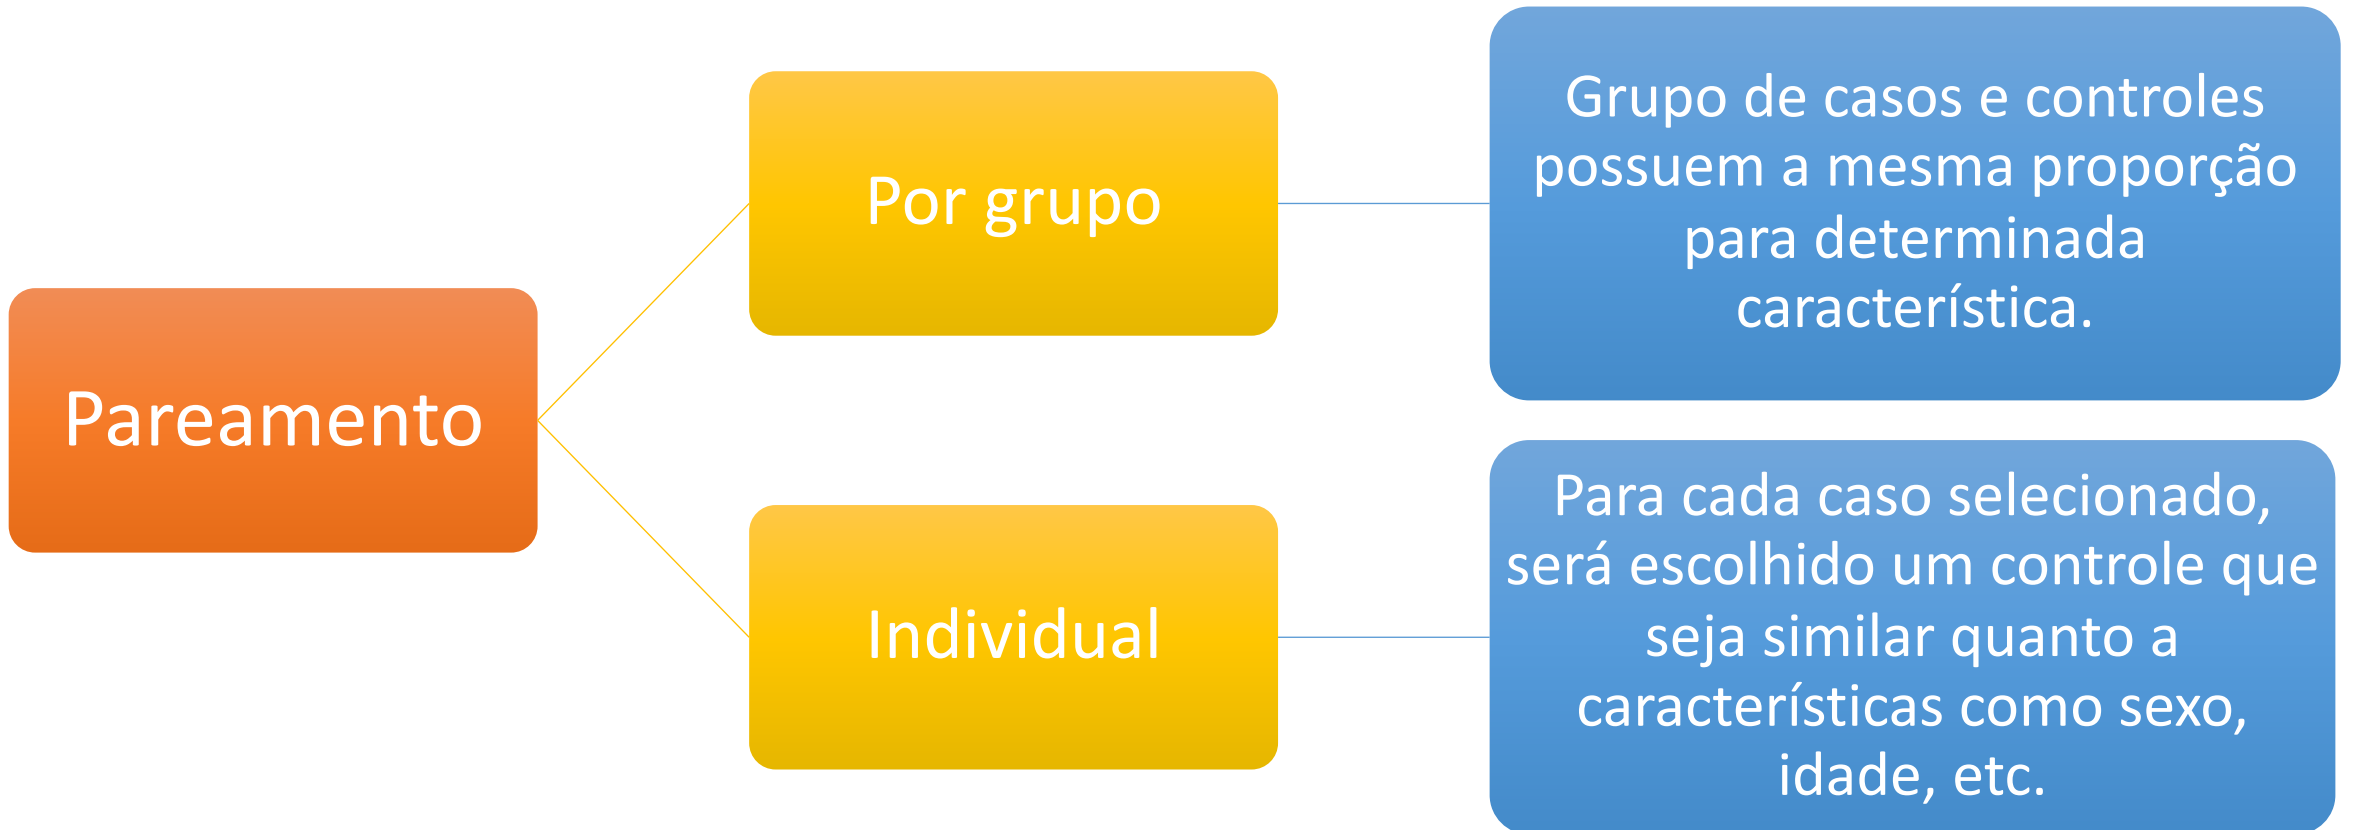 Pareamento
Por grupo
Grupo de casos e controles
possuem a mesma proporção
para determinada
característica.
Individual
Para cada caso selecionado,
será escolhido um controle que
seja similar quanto a
características como sexo,
idade, etc.